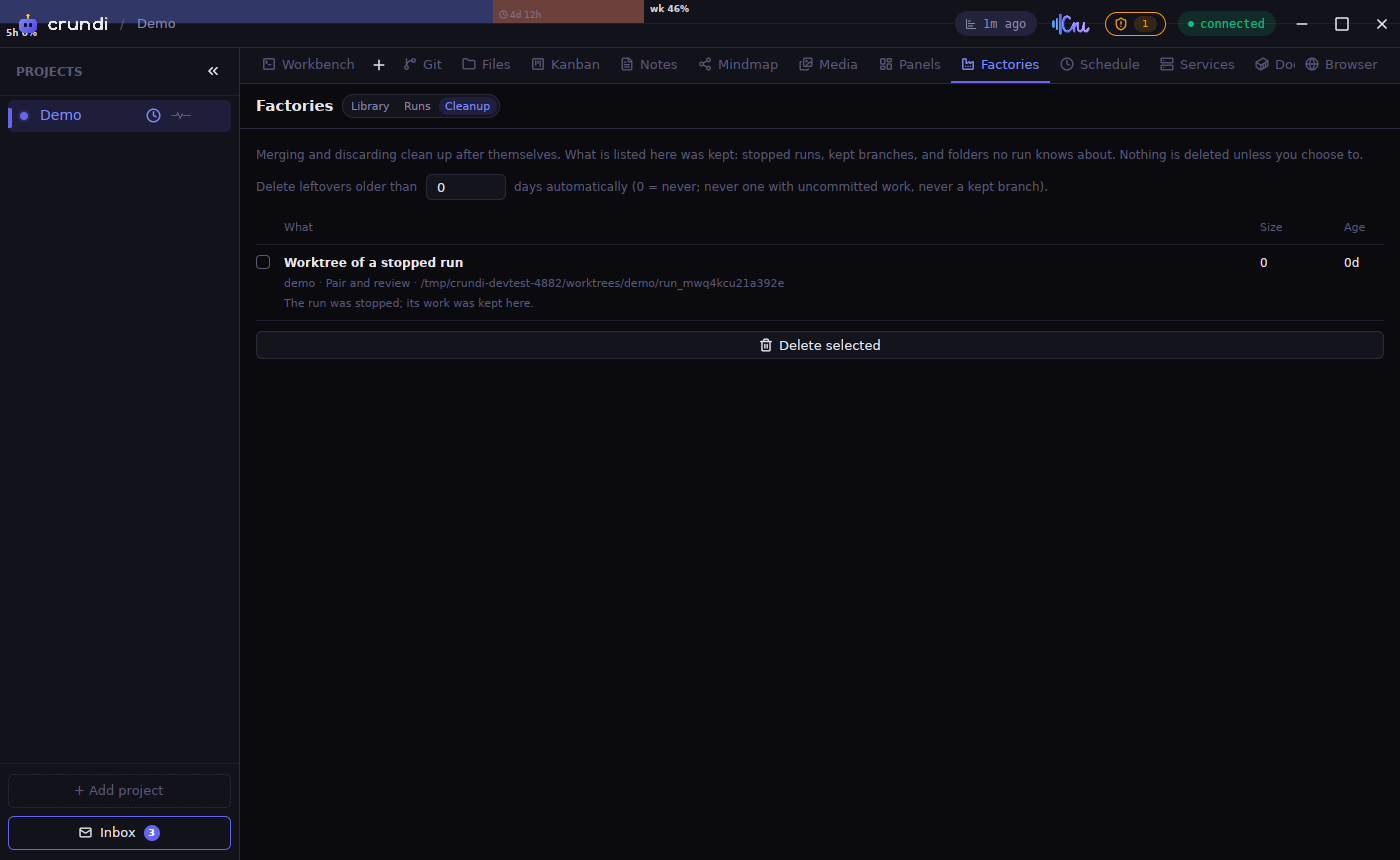 4d 12h
wk 46%
crundi / Demo
1m ago
1
connected
PROJECTS
Workbench
Git
Files
Kanban
Notes
Mindmap
Media
Panels
Factories
Schedule
Services
Browser
Demo
Factories
Library
Runs
Cleanup
Merging and discarding clean up after themselves. What is listed here was kept: stopped runs, kept branches, and folders no run knows about. Nothing is deleted unless you choose to.
Delete leftovers older than 0 days automatically (0 = never; never one with uncommitted work, never a kept branch).
What Size Age
Worktree of a stopped run 0 0d
demo · Pair and review · /tmp/crundi-devtest-4882/worktrees/demo/run_mwq4kcu21a392e
The run was stopped; its work was kept here.
Delete selected
+ Add project
Inbox 3